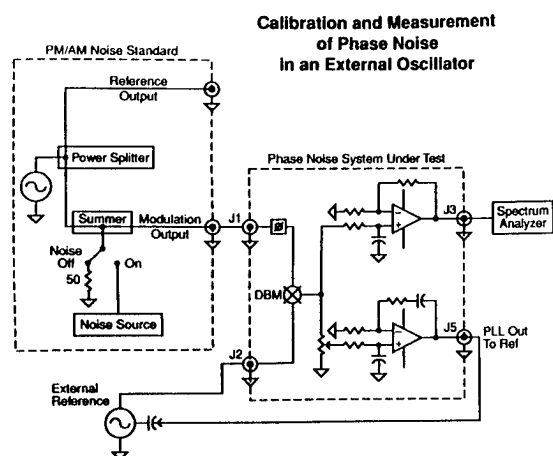 Calibration and Measurement
of Phase Noise
in an External Oscillator
PM/AM Noise Standard
Reference
Output
Power Splitter
Phase Noise System Under Test
Summer
Modulation
Output
J1
J3
Spectrum
Analyzer
Noise
Off
On
50
DBM
Noise Source
J2
J5
PLL Out
To Ref
External
Reference